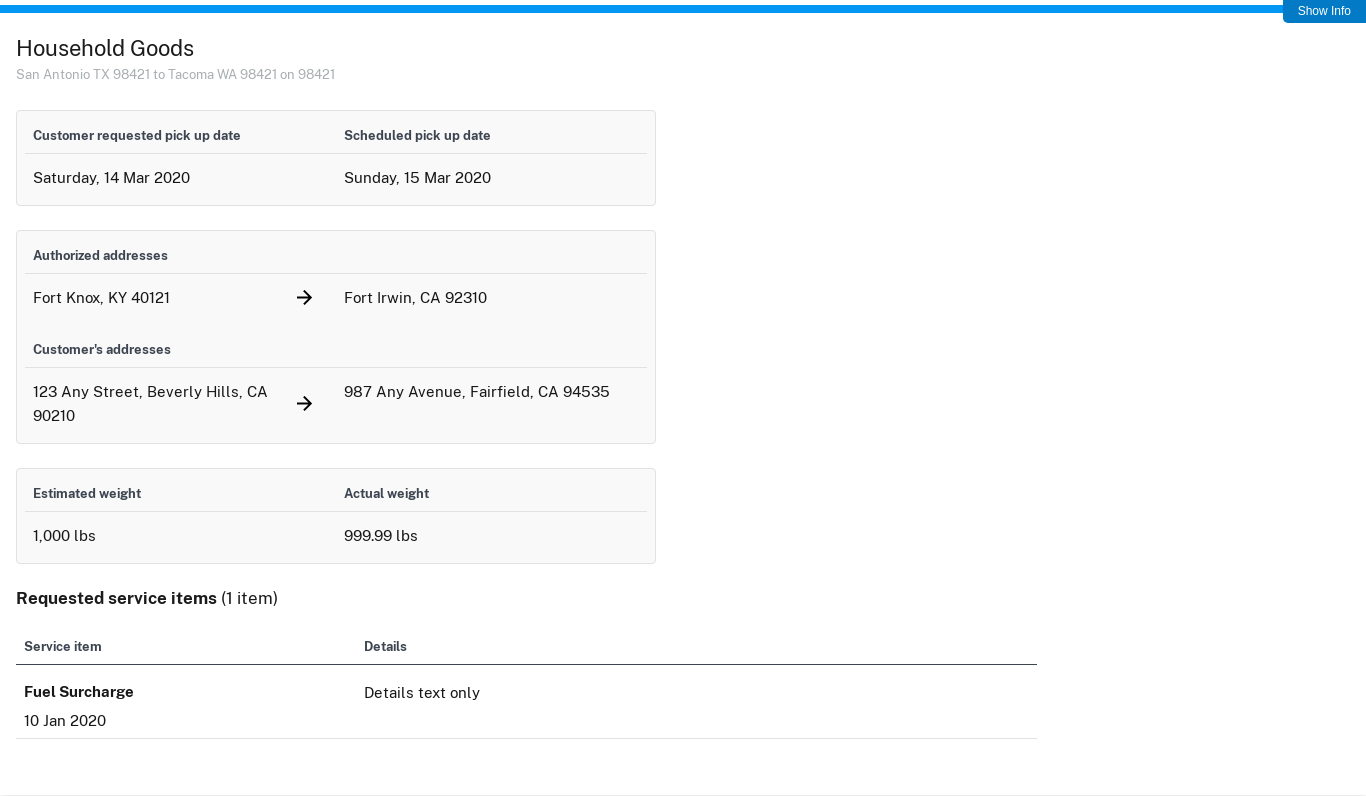 Show Info
Household Goods
San Antonio TX 98421 to Tacoma WA 98421 on 98421
Customer requested pick up date Scheduled pick up date
Saturday, 14 Mar 2020 Sunday, 15 Mar 2020
Authorized addresses
Fort Knox, KY 40121 → Fort Irwin, CA 92310
Customer's addresses
123 Any Street, Beverly Hills, CA → 987 Any Avenue, Fairfield, CA 94535
90210
Estimated weight Actual weight
1,000 lbs 999.99 lbs
Requested service items (1 item)
Service item Details
Fuel Surcharge Details text only
10 Jan 2020